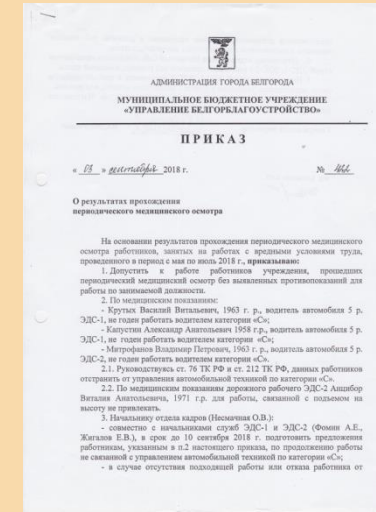 АДМИНИСТРАЦИЯ ГОРОДА БЕЛГОРОДА
МУНИЦИПАЛЬНОЕ БЮДЖЕТНОЕ УЧРЕЖДЕНИЕ
«УПРАВЛЕНИЕ БЕЛГОРБЛАГОУСТРОЙСТВО»
ПРИКАЗ
« 03 » сентября 2018 г. №
О результатах прохождения
периодического медицинского осмотра
На основании результатов прохождения периодического медицинского
осмотра работников, занятых на работах с вредными условиями труда,
проведенного в период с мая по июль 2018 г., приказываю:
1. Допустить к работе работников учреждения, прошедших
периодический медицинский осмотр без выявленных противопоказаний для
работы по занимаемой должности.
2. По медицинским показаниям:
- Крутых Василий Витальевич, 1963 г. р., водитель автомобиля 5 р.
ЭДС-1, не годен работать водителем категории «С»;
- Капустин Александр Анатольевич 1958 г.р., водитель автомобиля 5 р.
ЭДС-1, не годен работать водителем категории «С»;
- Митрофанов Владимир Петрович, 1963 г. р., водитель автомобиля 5 р.
ЭДС-2, не годен работать водителем категории «С».
2.1. Руководствуясь ст. 76 ТК РФ и ст. 212 ТК РФ, данных работников
отстранить от управления автомобильной техникой по категории «С».
2.2. По медицинским показаниям дорожного рабочего ЭДС-2 Анцибор
Виталия Анатольевича, 1971 г.р. для работы, связанной с подъемом на
высоту не привлекать.
3. Начальнику отдела кадров (Несмачная О.В.):
- совместно с начальниками служб ЭДС-1 и ЭДС-2 (Фомин А.Е.,
Жигалов Е.В.), в срок до 10 сентября 2018 г. подготовить предложения
работникам, указанным в п.2 настоящего приказа, по продолжению работы
не связанной с управлением автомобильной техникой по категории «С»;
- в случае отсутствия подходящей работы или отказа работника от